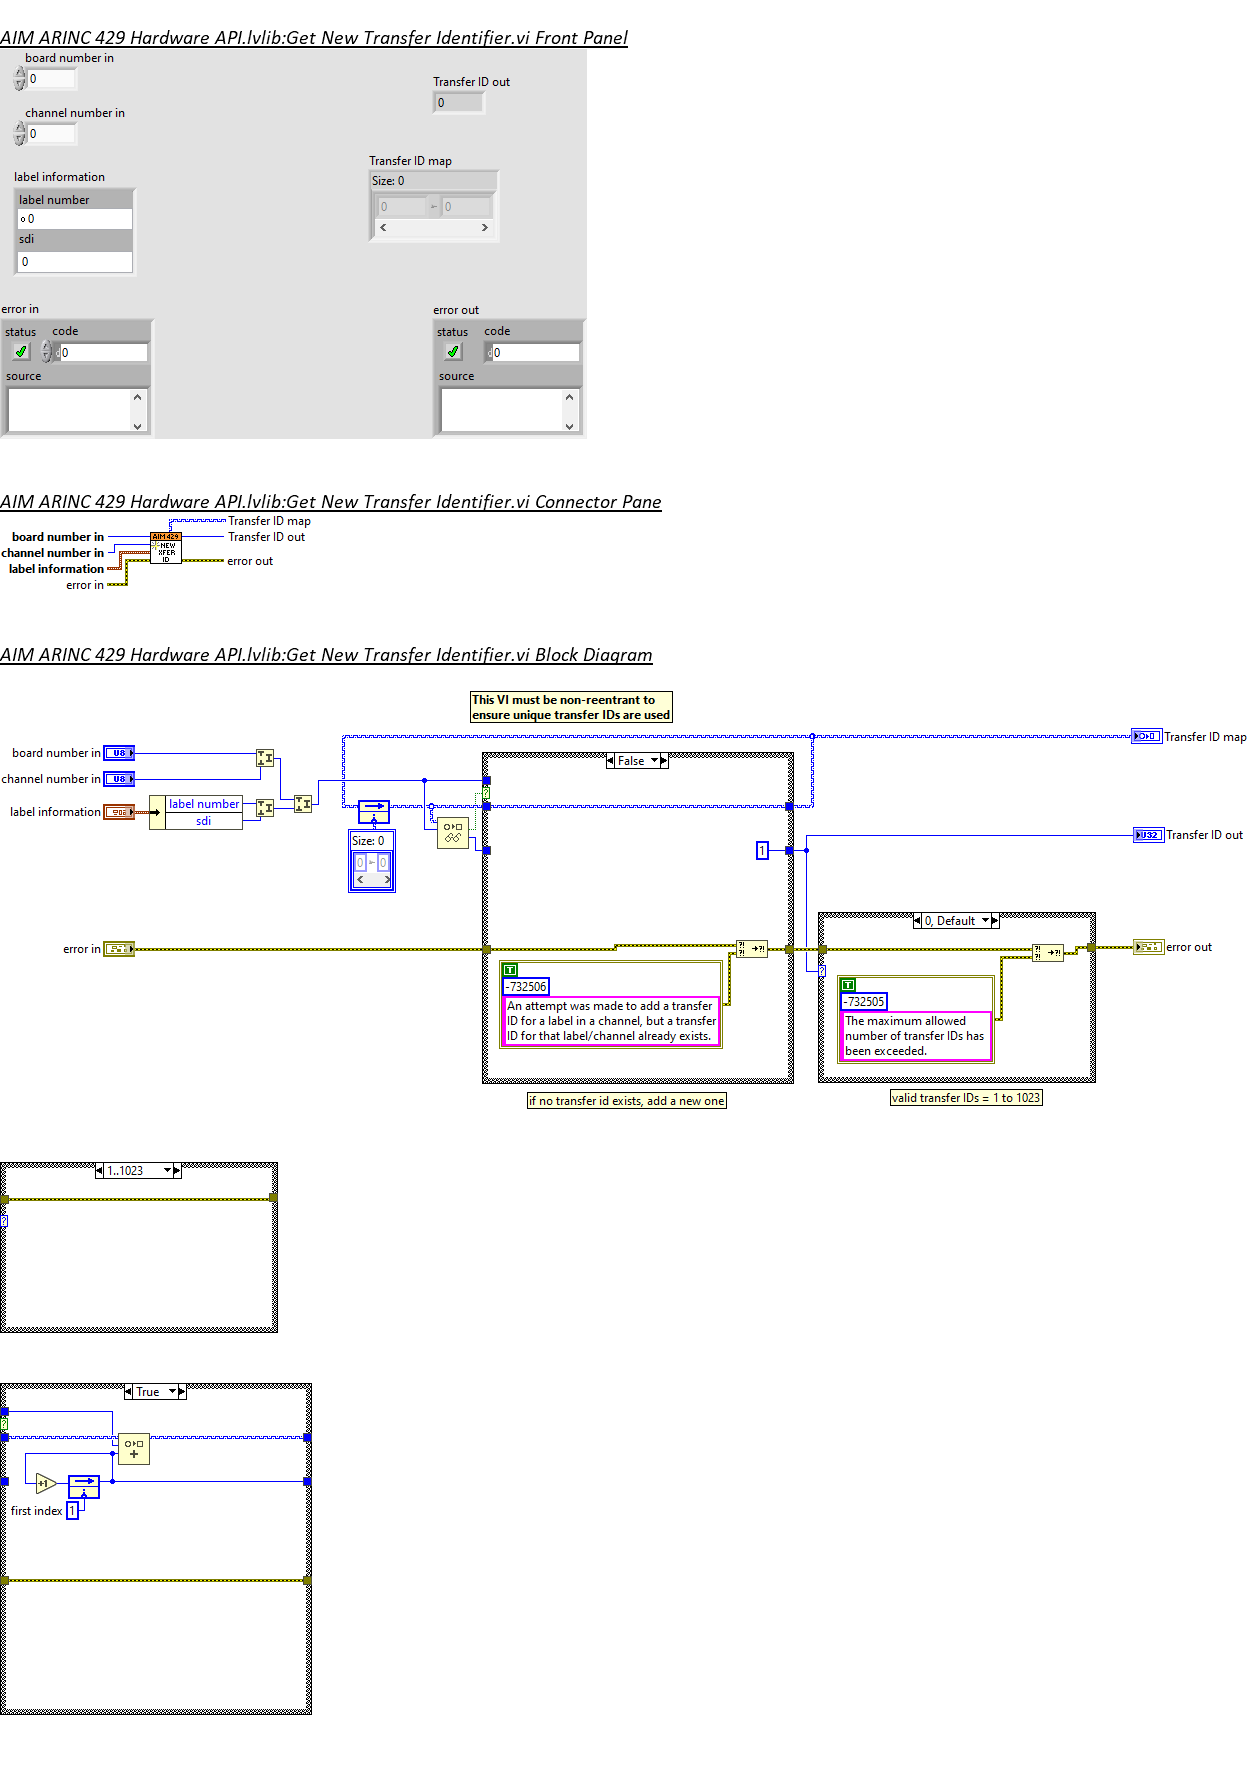 AIM ARINC 429 Hardware API.lvlib:Get New Transfer Identifier.vi Front Panel
board number in
0
Transfer ID out
0
channel number in
0
Transfer ID map
Size: 0
0
0
label information
label number
0
sdi
0
error in
status
code
0
source
error out
status
code
0
source
AIM ARINC 429 Hardware API.lvlib:Get New Transfer Identifier.vi Connector Pane
Transfer ID map
board number in
AIM 429
Transfer ID out
channel number in
NEW
XFER
ID
label information
error out
error in
AIM ARINC 429 Hardware API.lvlib:Get New Transfer Identifier.vi Block Diagram
This VI must be non-reentrant to
ensure unique transfer IDs are used
Transfer ID map
board number in
U8
False
channel number in
U8
label information
label number
sdi
Size: 0
0
0
1
U32
Transfer ID out
0, Default
error in
error out
T
-732506
An attempt was made to add a transfer
ID for a label in a channel, but a transfer
ID for that label/channel already exists.
T
-732505
The maximum allowed
number of transfer IDs has
been exceeded.
if no transfer id exists, add a new one
valid transfer IDs = 1 to 1023
1..1023
?
True
?
+1
first index
1